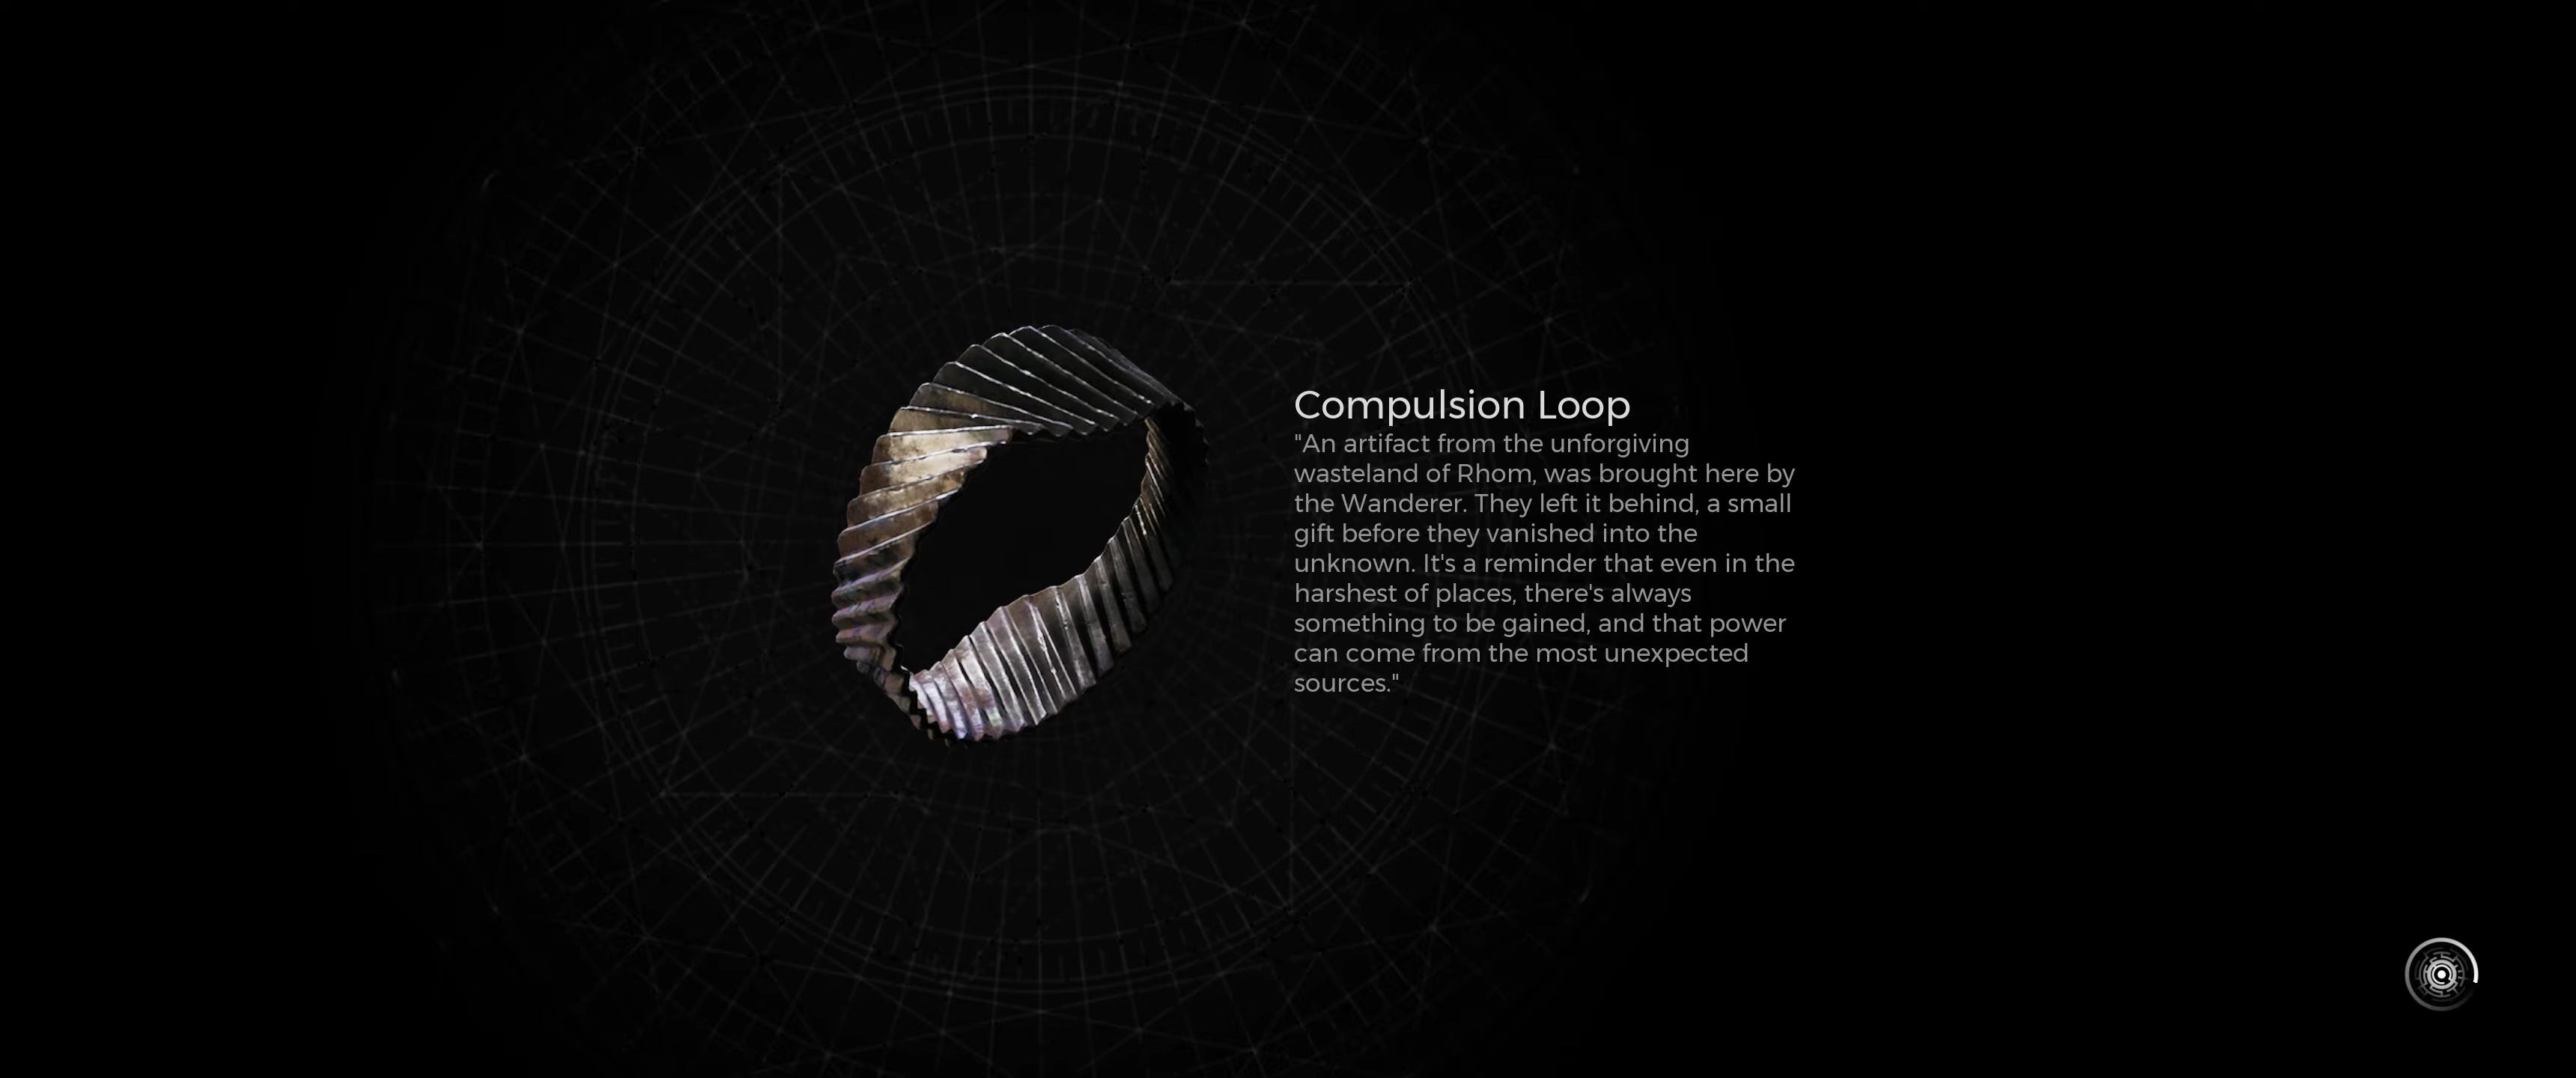 Compulsion Loop
"An artifact from the unforgiving
wasteland of Rhom, was brought here by
the Wanderer. They left it behind, a small
gift before they vanished into the
unknown. It's a reminder that even in the
harshest of places, there's always
something to be gained, and that power
can come from the most unexpected
sources."